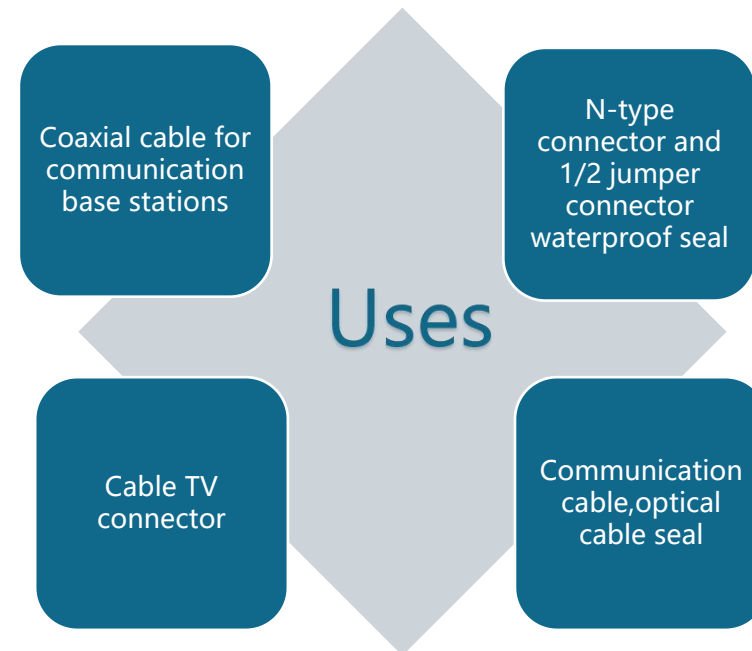 Coaxial cable for
communication
base stations
N-type
connector and
1/2 jumper
connector
waterproof seal
Uses
Cable TV
connector
Communication
cable,optical
cable seal